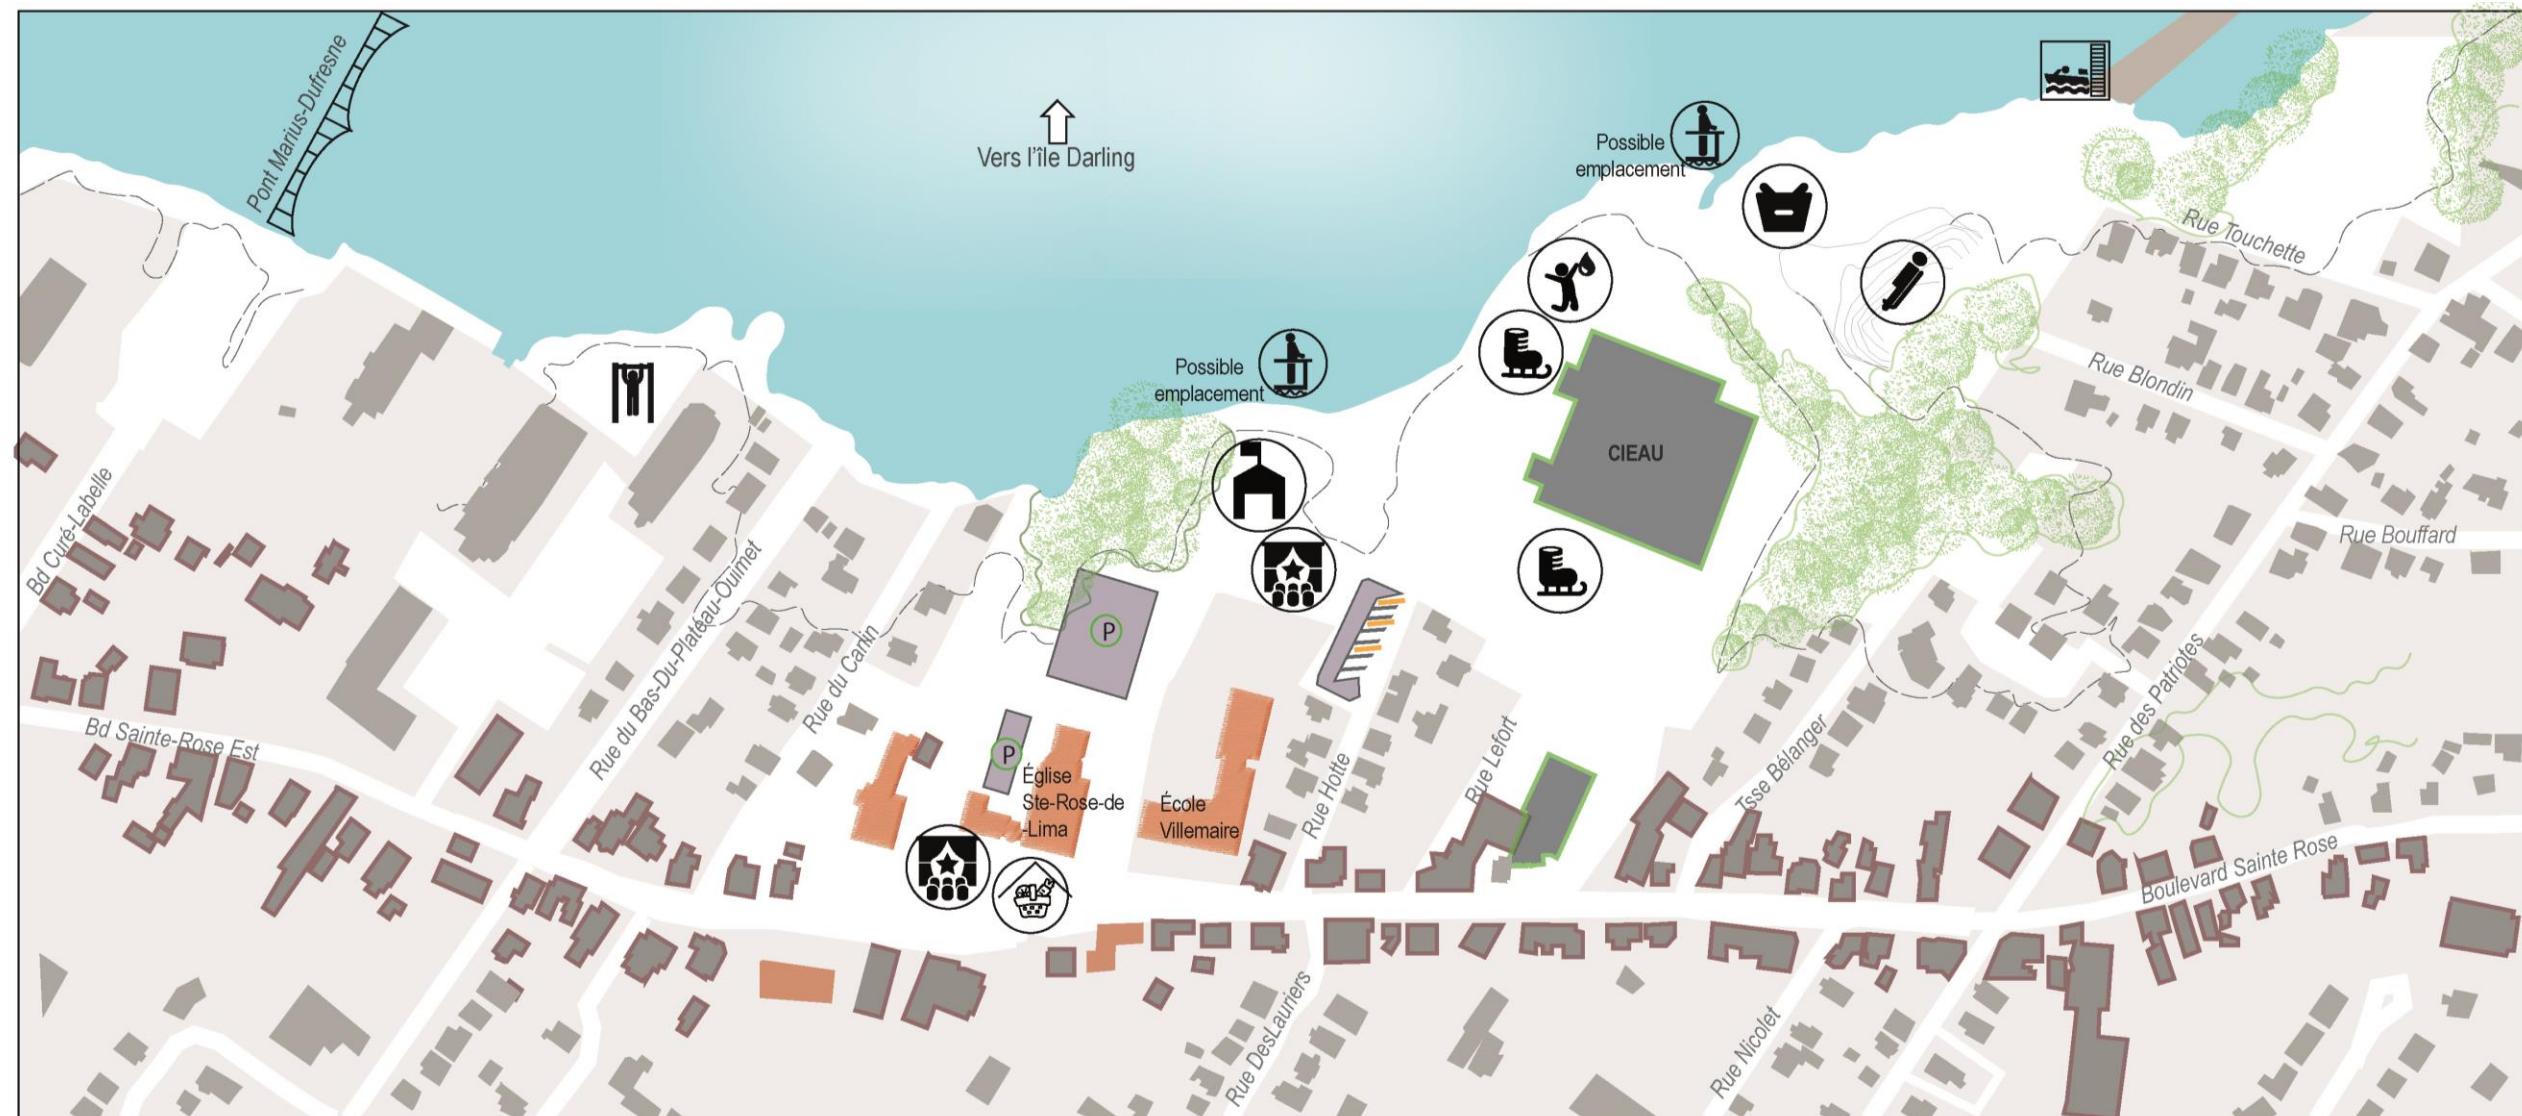 Pont Marius-Dufresne
Vers l'île Darling
Possible
emplacement
Possible
emplacement
Rue Touchette
Rue Blondin
Rue Bouffard
CIEAU
Bd Curé-Labelle
Rue du Bas-Du-Plateau-Ouimet
Rue du Carlin
P
P
Bd Sainte-Rose Est
Église
Ste-Rose-de
-Lima
École
Villemaire
Rue Hotte
Rue Lefort
Tsse Bélanger
Rue des Patriotes
Boulevard Sainte Rose
Rue DesLauriers
Rue Nicolet